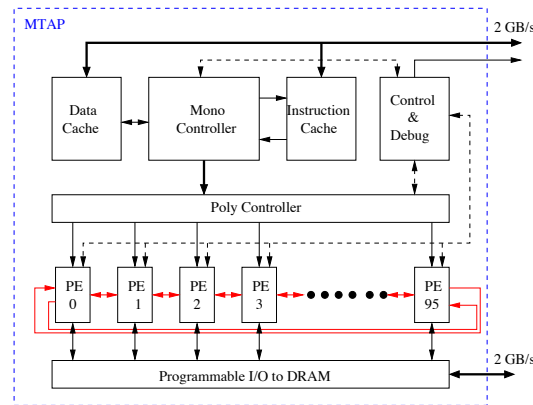 MTAP
2 GB/s
Data
Cache
Mono
Controller
Instruction
Cache
Control
&
Debug
Poly Controller
PE
0
PE
1
PE
2
PE
3
PE
95
Programmable I/O to DRAM
2 GB/s